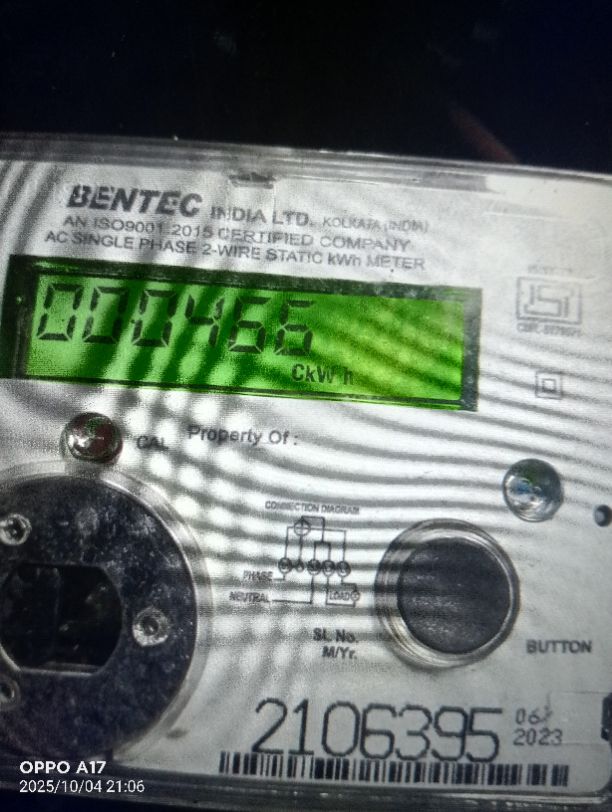 BENTEC INDIA LTD. KOLKATA (INDIA)
AN ISO9001:2015 CERTIFIED COMPANY
AC SINGLE PHASE 2-WIRE STATIC kWh METER
000466
CkWh
ISI
CAL
Property Of :
CONNECTION DIAGRAM
PHASE
NEUTRAL
LOAD
Sl. No.
M/Yr.
BUTTON
2106395
06/
2023
OPPO A17
2025/10/04 21:06